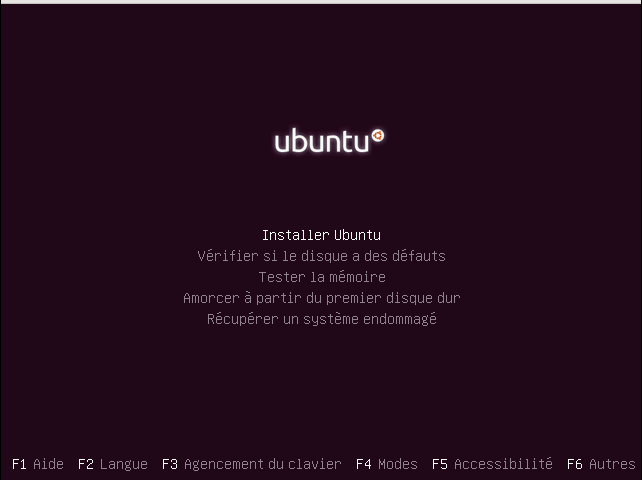 ubuntu
Installer Ubuntu
Vérifier si le disque a des défauts
Tester la mémoire
Amorcer à partir du premier disque dur
Récupérer un système endommagé
F1 Aide F2 Langue F3 Agencement du clavier F4 Modes F5 Accessibilité F6 Autres